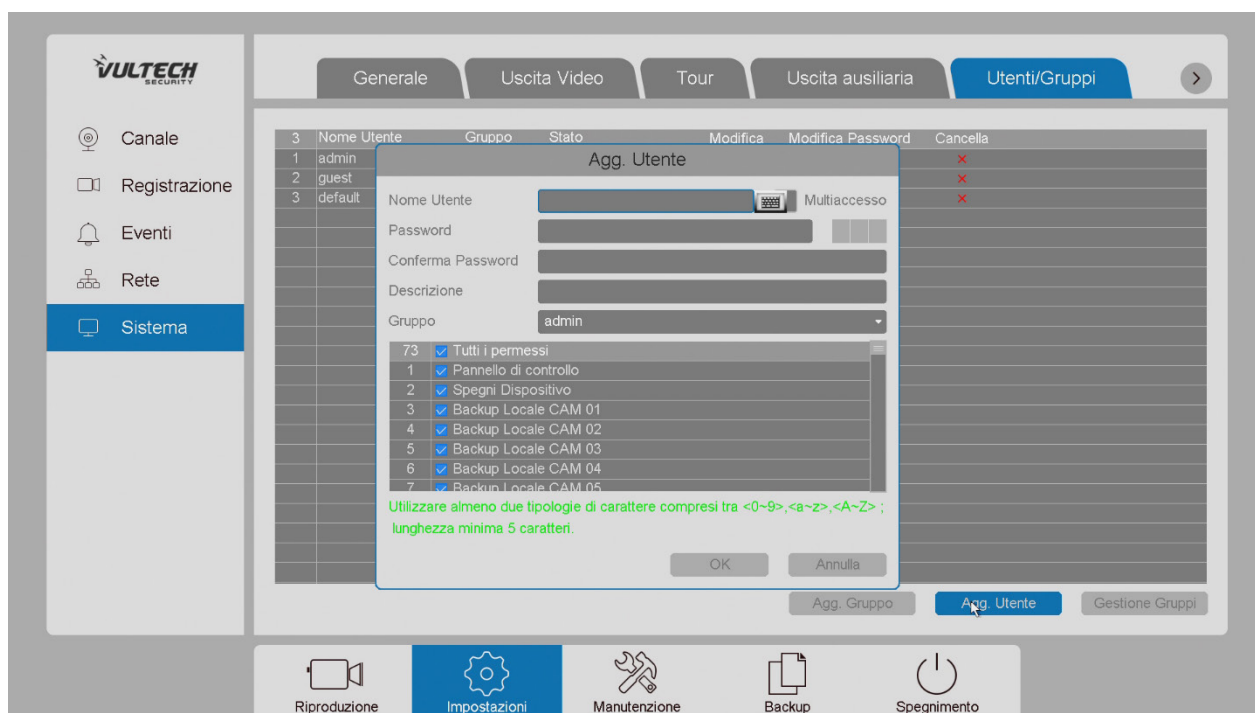 VULTECH
SECURITY
Generale
Uscita Video
Tour
Uscita ausiliaria
Utenti/Gruppi
Canale
Registrazione
Eventi
Rete
Sistema
3 Nome Utente Gruppo Stato Modifica Modifica Password Cancella
1 admin
2 guest
3 default
Agg. Utente
Nome Utente
Multiaccesso
Password
Conferma Password
Descrizione
Gruppo admin
73 Tutti i permessi
1 Pannello di controllo
2 Spegni Dispositivo
3 Backup Locale CAM 01
4 Backup Locale CAM 02
5 Backup Locale CAM 03
6 Backup Locale CAM 04
7 Backup Locale CAM 05
Utilizzare almeno due tipologie di carattere compresi tra <0~9>,<a~z>,<A~Z> ;
lunghezza minima 5 caratteri.
OK
Annulla
Agg. Gruppo
Agg. Utente
Gestione Gruppi
Riproduzione
Impostazioni
Manutenzione
Backup
Spegnimento